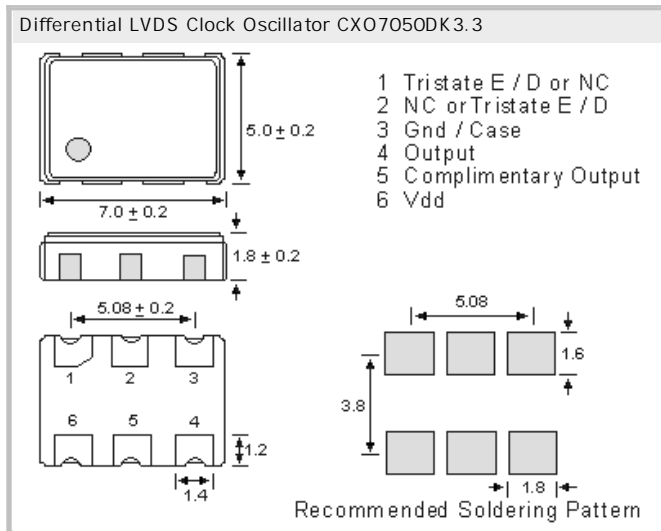 Differential LVDS Clock Oscillator CXO7050DK3.3
5.0 ± 0.2
7.0 ± 0.2
1.8 ± 0.2
1 Tristate E / D or NC
2 NC or Tristate E / D
3 Gnd / Case
4 Output
5 Complimentary Output
6 Vdd
5.08 ± 0.2
1 2 3
6 5 4
1.2
1.4
5.08
1.6
3.8
1.8
Recommended Soldering Pattern